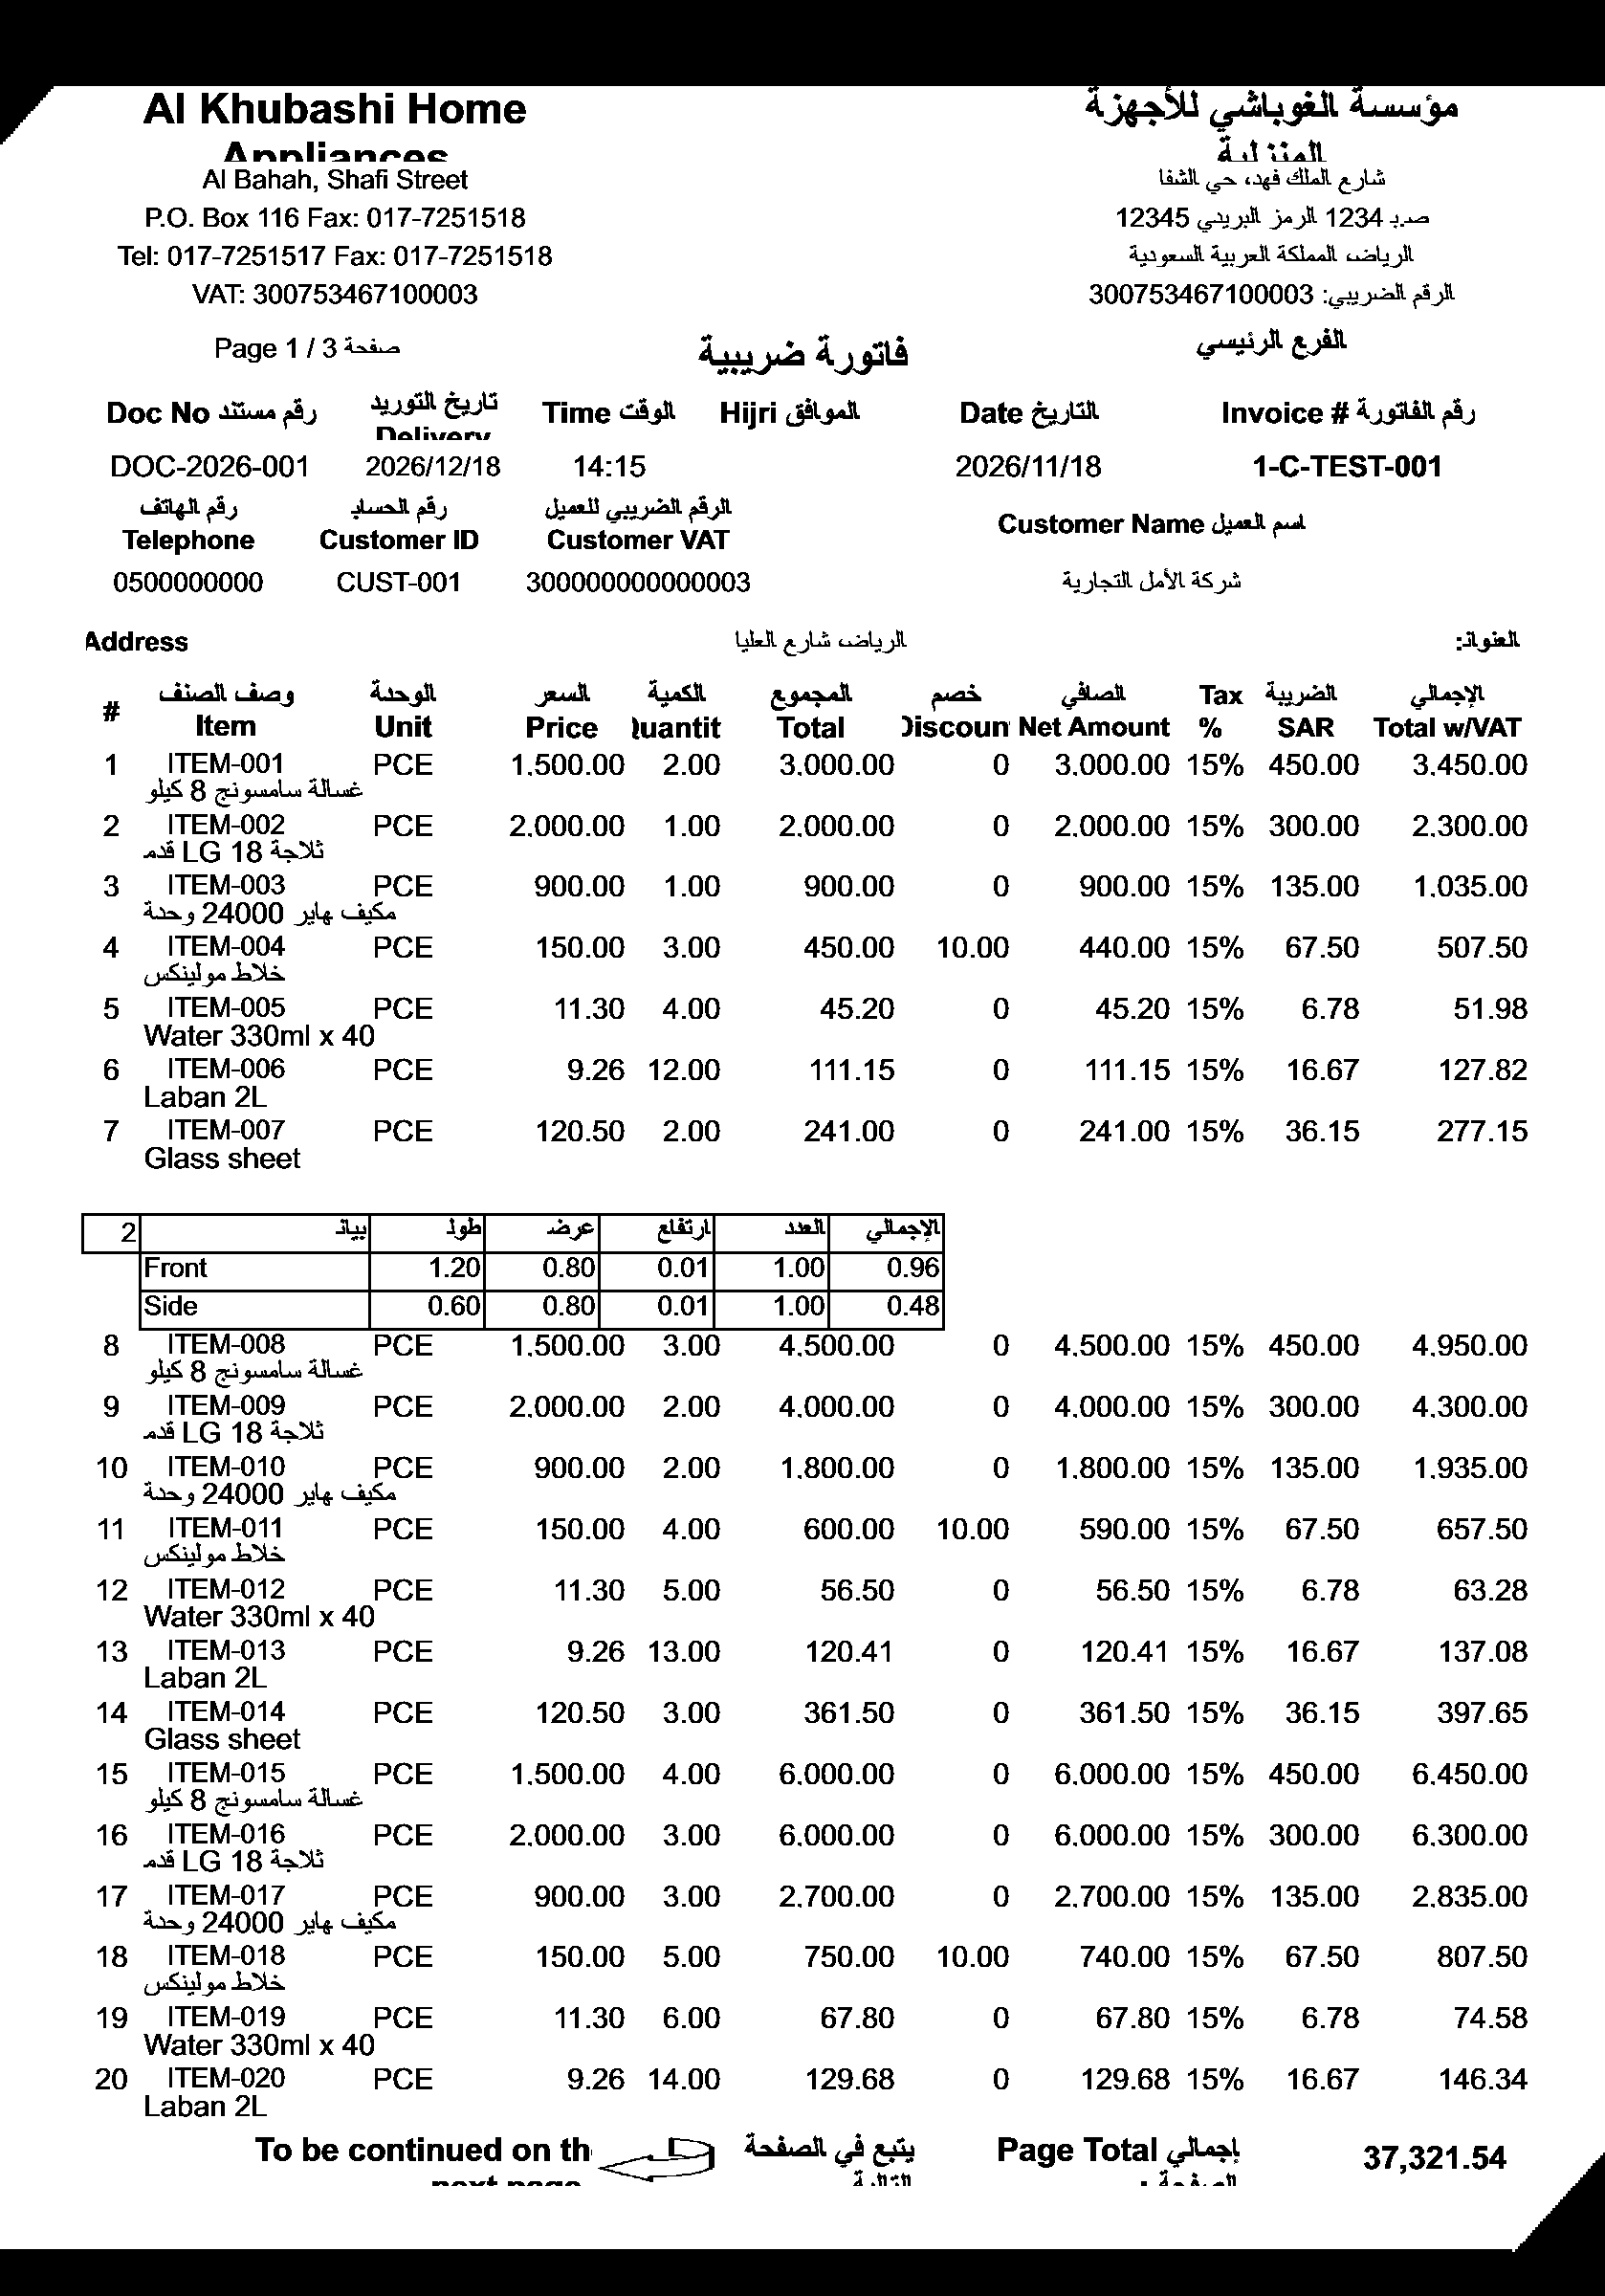 Al Khubashi Home Appliances
مؤسسة الغوباشي للأجهزة المنزلية
Al Bahah, Shafi Street
شارع الملك فهد، حي الشفا
P.O. Box 116 Fax: 017-7251518
ص.ب 1234 الرمز البريدي 12345
Tel: 017-7251517 Fax: 017-7251518
الرياض، المملكة العربية السعودية
VAT: 300753467100003
الرقم الضريبي: 300753467100003
Page 1 / 3 صفحة
فاتورة ضريبية
الفرع الرئيسي
Doc No رقم مستند تاريخ التوريد Delivery Time الوقت Hijri الموافق Date التاريخ Invoice # رقم الفاتورة
DOC-2026-001 2026/12/18 14:15 2026/11/18 1-C-TEST-001
رقم الهاتف رقم الحساب الرقم الضريبي للعميل
Telephone Customer ID Customer VAT Customer Name اسم العميل
0500000000 CUST-001 300000000000003 شركة الأمل التجارية
Address الرياض، شارع العليا العنوان:
# وصف الصنف الوحدة السعر الكمية المجموع خصم الصافي Tax الضريبة الإجمالي
Item Unit Price Quantit Total Discoun Net Amount % SAR Total w/VAT
1 ITEM-001 PCE 1,500.00 2.00 3,000.00 0 3,000.00 15% 450.00 3,450.00
غسالة سامسونج 8 كيلو
2 ITEM-002 PCE 2,000.00 1.00 2,000.00 0 2,000.00 15% 300.00 2,300.00
ثلاجة LG 18 قدم
3 ITEM-003 PCE 900.00 1.00 900.00 0 900.00 15% 135.00 1,035.00
مكيف هاير 24000 وحدة
4 ITEM-004 PCE 150.00 3.00 450.00 10.00 440.00 15% 67.50 507.50
خلاط مولينكس
5 ITEM-005 PCE 11.30 4.00 45.20 0 45.20 15% 6.78 51.98
Water 330ml x 40
6 ITEM-006 PCE 9.26 12.00 111.15 0 111.15 15% 16.67 127.82
Laban 2L
7 ITEM-007 PCE 120.50 2.00 241.00 0 241.00 15% 36.15 277.15
Glass sheet
2 بيان طول عرض ارتفاع العدد الإجمالي
Front 1.20 0.80 0.01 1.00 0.96
Side 0.60 0.80 0.01 1.00 0.48
8 ITEM-008 PCE 1,500.00 3.00 4,500.00 0 4,500.00 15% 450.00 4,950.00
غسالة سامسونج 8 كيلو
9 ITEM-009 PCE 2,000.00 2.00 4,000.00 0 4,000.00 15% 300.00 4,300.00
ثلاجة LG 18 قدم
10 ITEM-010 PCE 900.00 2.00 1,800.00 0 1,800.00 15% 135.00 1,935.00
مكيف هاير 24000 وحدة
11 ITEM-011 PCE 150.00 4.00 600.00 10.00 590.00 15% 67.50 657.50
خلاط مولينكس
12 ITEM-012 PCE 11.30 5.00 56.50 0 56.50 15% 6.78 63.28
Water 330ml x 40
13 ITEM-013 PCE 9.26 13.00 120.41 0 120.41 15% 16.67 137.08
Laban 2L
14 ITEM-014 PCE 120.50 3.00 361.50 0 361.50 15% 36.15 397.65
Glass sheet
15 ITEM-015 PCE 1,500.00 4.00 6,000.00 0 6,000.00 15% 450.00 6,450.00
غسالة سامسونج 8 كيلو
16 ITEM-016 PCE 2,000.00 3.00 6,000.00 0 6,000.00 15% 300.00 6,300.00
ثلاجة LG 18 قدم
17 ITEM-017 PCE 900.00 3.00 2,700.00 0 2,700.00 15% 135.00 2,835.00
مكيف هاير 24000 وحدة
18 ITEM-018 PCE 150.00 5.00 750.00 10.00 740.00 15% 67.50 807.50
خلاط مولينكس
19 ITEM-019 PCE 11.30 6.00 67.80 0 67.80 15% 6.78 74.58
Water 330ml x 40
20 ITEM-020 PCE 9.26 14.00 129.68 0 129.68 15% 16.67 146.34
Laban 2L
To be continued on th يتبع في الصفحة Page Total إجمالي 37,321.54
next page التالية الصفحة :